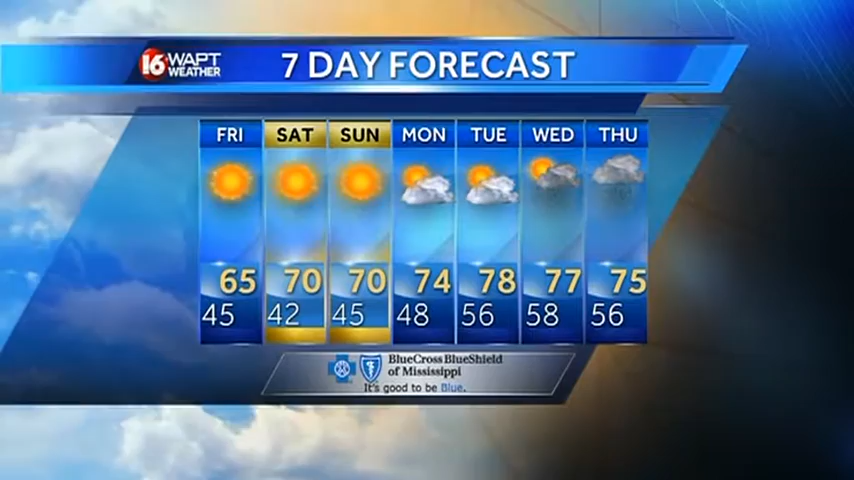 16 WAPT
WEATHER
7 DAY FORECAST
FRI SAT SUN MON TUE WED THU
65 70 70 74 78 77 75
45 42 45 48 56 58 56
BlueCross BlueShield
of Mississippi
It's good to be Blue.